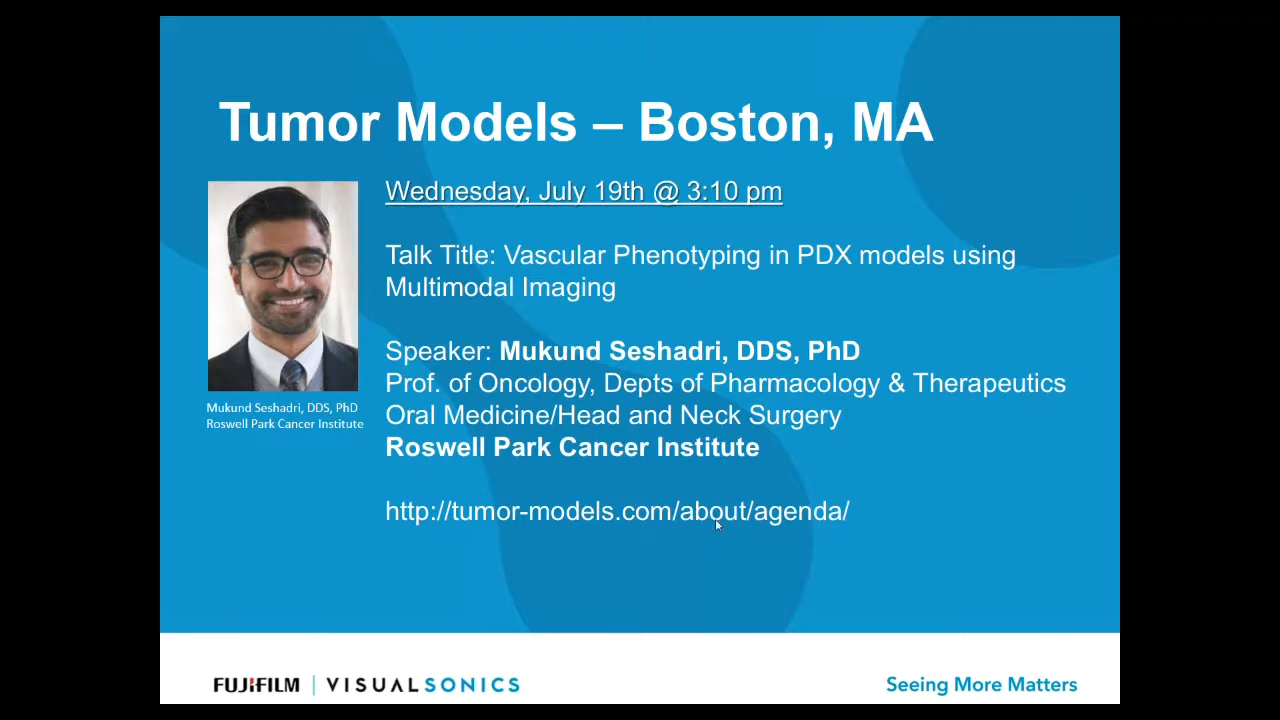 Tumor Models – Boston, MA
Wednesday, July 19th @ 3:10 pm
Talk Title: Vascular Phenotyping in PDX models using
Multimodal Imaging
Speaker: Mukund Seshadri, DDS, PhD
Prof. of Oncology, Depts of Pharmacology & Therapeutics
Oral Medicine/Head and Neck Surgery
Roswell Park Cancer Institute
http://tumor-models.com/about/agenda/
Mukund Seshadri, DDS, PhD
Roswell Park Cancer Institute
FUJIFILM | VISUALSONICS
Seeing More Matters